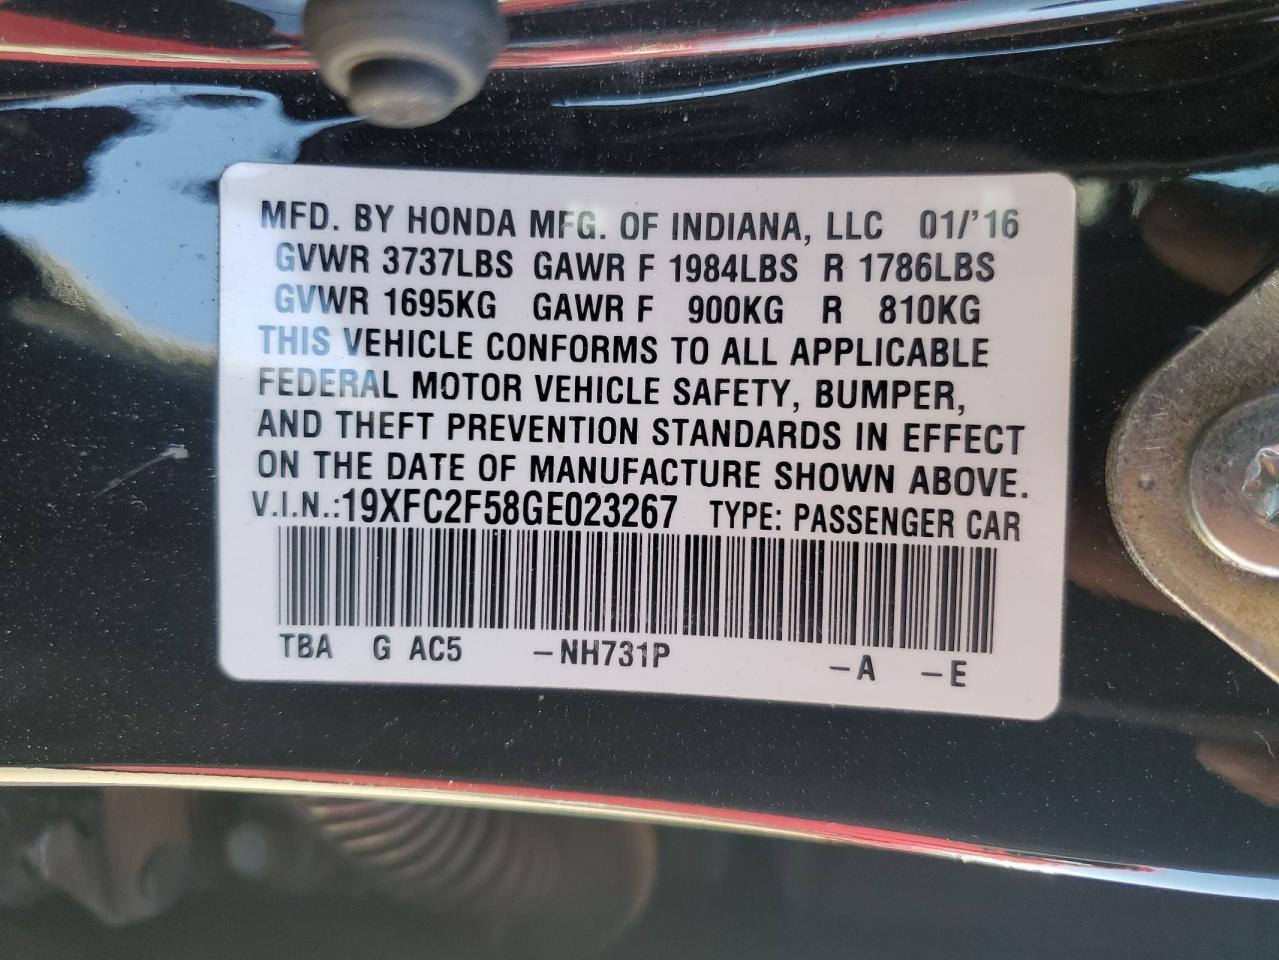 MFD. BY HONDA MFG. OF INDIANA, LLC 01/'16
GVWR 3737LBS GAWR F 1984LBS R 1786LBS
GVWR 1695KG GAWR F 900KG R 810KG
THIS VEHICLE CONFORMS TO ALL APPLICABLE
FEDERAL MOTOR VEHICLE SAFETY, BUMPER,
AND THEFT PREVENTION STANDARDS IN EFFECT
ON THE DATE OF MANUFACTURE SHOWN ABOVE.
V.I.N.:19XFC2F58GE023267 TYPE: PASSENGER CAR
TBA G AC5 –NH731P –A –E